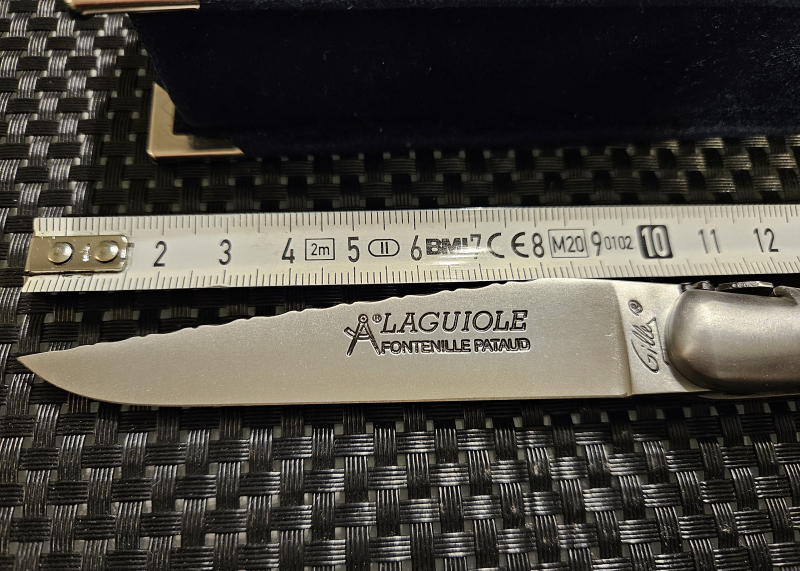 2 3 4 2m 5 II 6 BMI 7 CE 8 M20 9 0102 10 11 12
LAGUIOLE ®
FONTENILLE PATAUD
Gilles ®